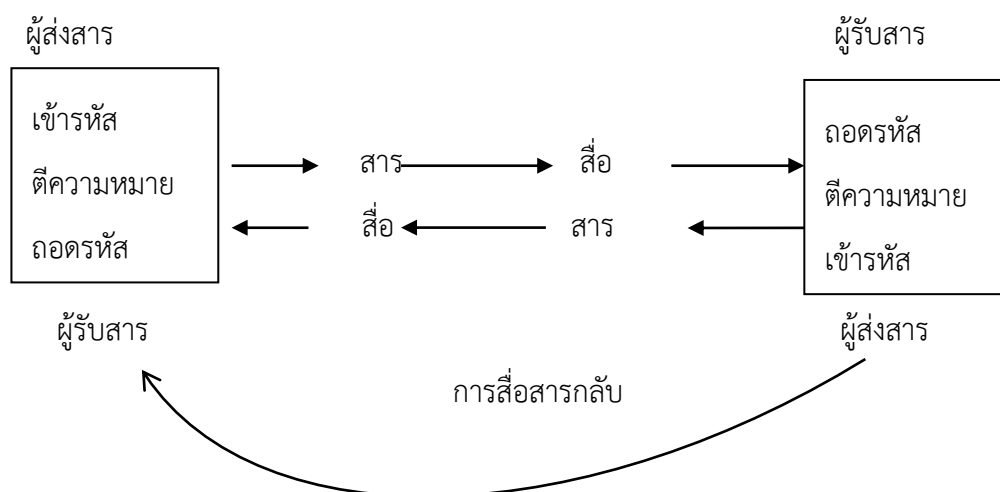 ผู้ส่งสาร
ผู้รับสาร
เข้ารหัส
ตีความหมาย
ถอดรหัส
สาร
สื่อ
สื่อ
สาร
ถอดรหัส
ตีความหมาย
เข้ารหัส
ผู้รับสาร
ผู้ส่งสาร
การสื่อสารกลับ